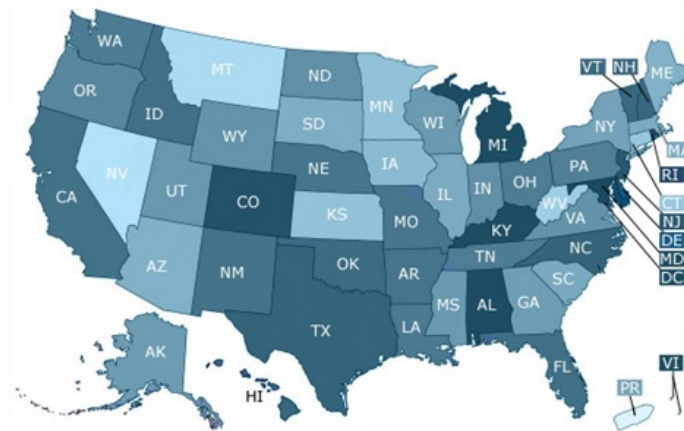 WA
VT NH
MT
ND
ME
OR
MN
ID
SD
WI
NY
MA
WY
MI
RI
IA
PA
NE
CT
NV
OH
IL
IN
NJ
UT
DE
CA
CO
WV
VA
MD
KS
MO
KY
DC
NC
TN
OK
AZ
NM
AR
SC
MS
AL
GA
TX
LA
AK
FL
VI
PR
HI